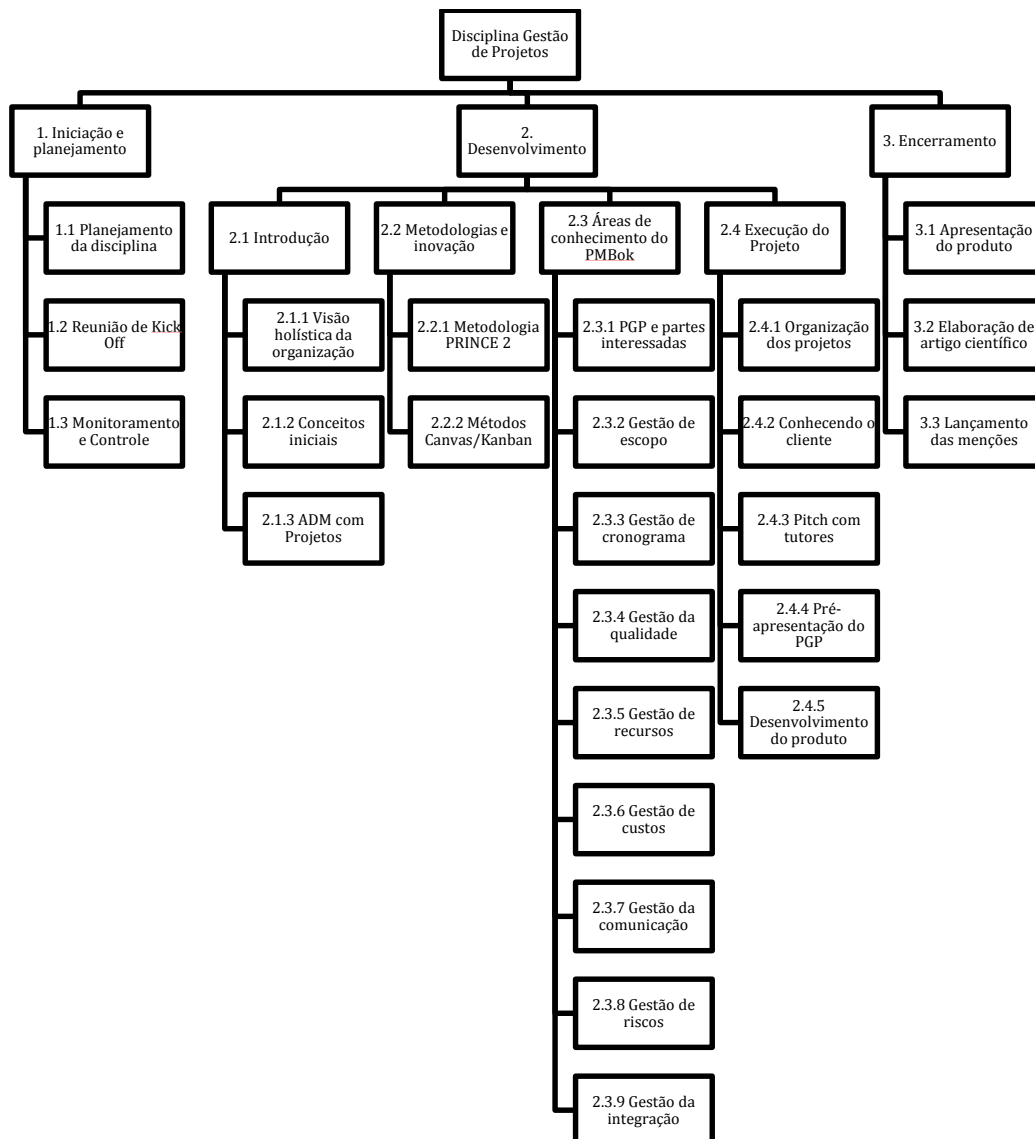 Disciplina Gestão
de Projetos
1. Iniciação e
planejamento
1.1 Planejamento
da disciplina
1.2 Reunião de Kick
Off
1.3 Monitoramento
e Controle
2.
Desenvolvimento
2.1 Introdução
2.1.1 Visão
holística da
organização
2.1.2 Conceitos
iniciais
2.1.3 ADM com
Projetos
2.2 Metodologias e
inovação
2.2.1 Metodologia
PRINCE 2
2.2.2 Métodos
Canvas/Kanban
2.3 Áreas de
conhecimento do
PMBok
2.3.1 PGP e partes
interessadas
2.3.2 Gestão de
escopo
2.3.3 Gestão de
cronograma
2.3.4 Gestão da
qualidade
2.3.5 Gestão de
recursos
2.3.6 Gestão de
custos
2.3.7 Gestão da
comunicação
2.3.8 Gestão de
riscos
2.3.9 Gestão da
integração
2.4 Execução do
Projeto
2.4.1 Organização
dos projetos
2.4.2 Conhecendo o
cliente
2.4.3 Pitch com
tutores
2.4.4 Pré-
apresentação do
PGP
2.4.5
Desenvolvimento
do produto
3. Encerramento
3.1 Apresentação
do produto
3.2 Elaboração de
artigo científico
3.3 Lançamento
das menções